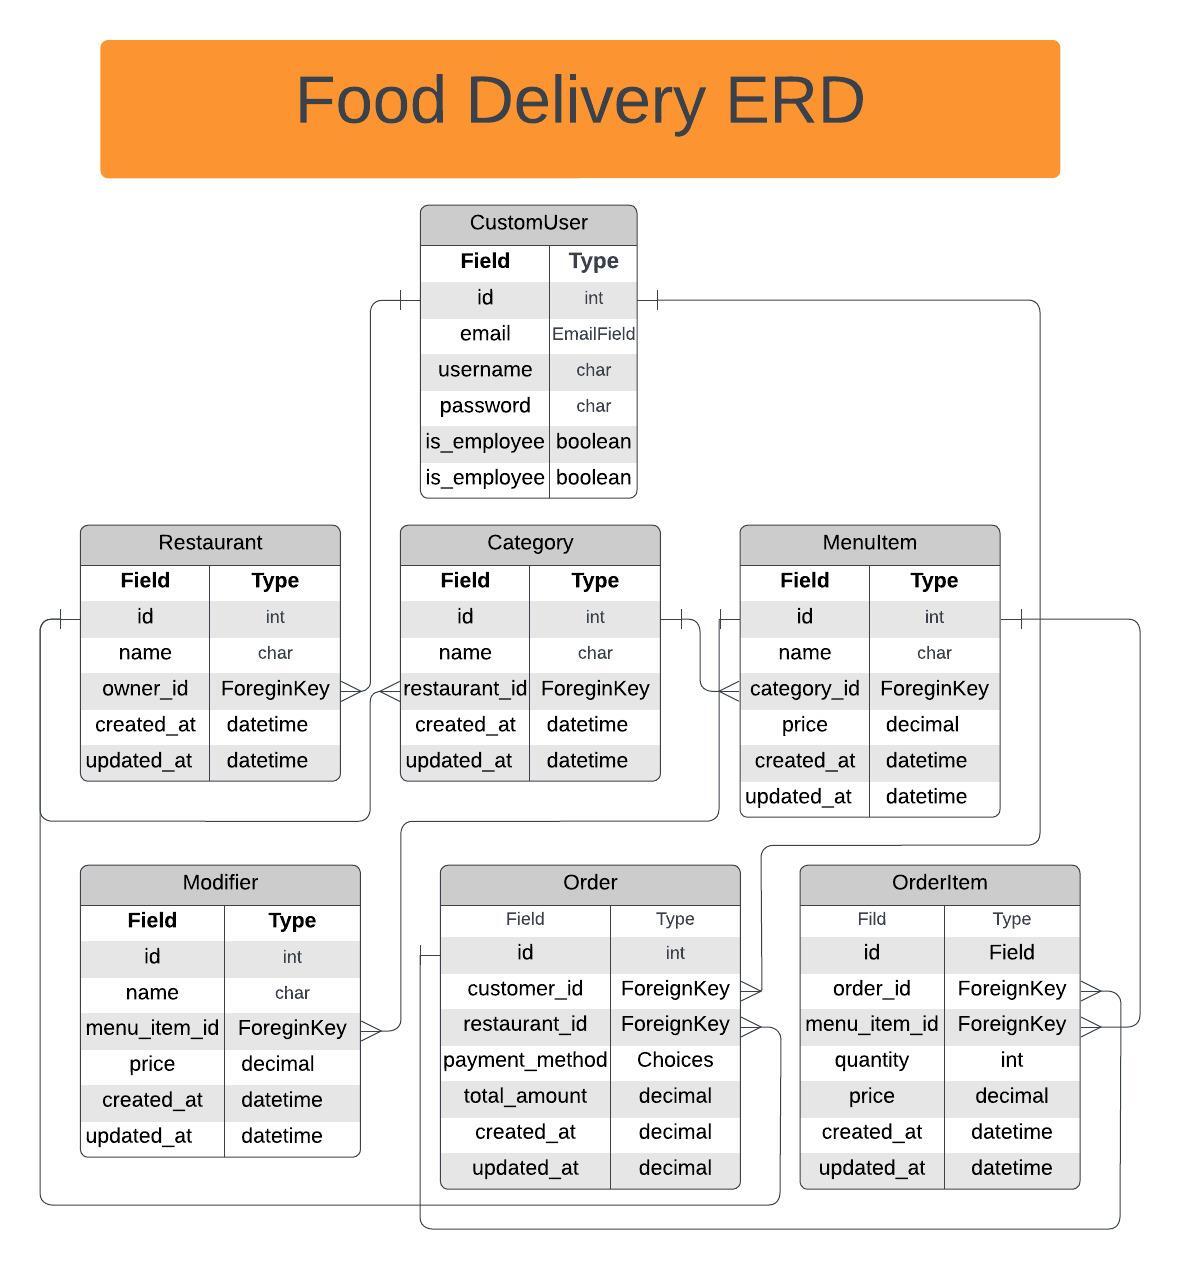 Food Delivery ERD
CustomUser
Field Type
id int
email EmailField
username char
password char
is_employee boolean
is_employee boolean
Restaurant
Field Type
id int
name char
owner_id ForeginKey
created_at datetime
updated_at datetime
Category
Field Type
id int
name char
restaurant_id ForeginKey
created_at datetime
updated_at datetime
MenuItem
Field Type
id int
name char
category_id ForeginKey
price decimal
created_at datetime
updated_at datetime
Modifier
Field Type
id int
name char
menu_item_id ForeginKey
price decimal
created_at datetime
updated_at datetime
Order
Field Type
id int
customer_id ForeignKey
restaurant_id ForeignKey
payment_method Choices
total_amount decimal
created_at decimal
updated_at decimal
OrderItem
Fild Type
id Field
order_id ForeignKey
menu_item_id ForeignKey
quantity int
price decimal
created_at datetime
updated_at datetime